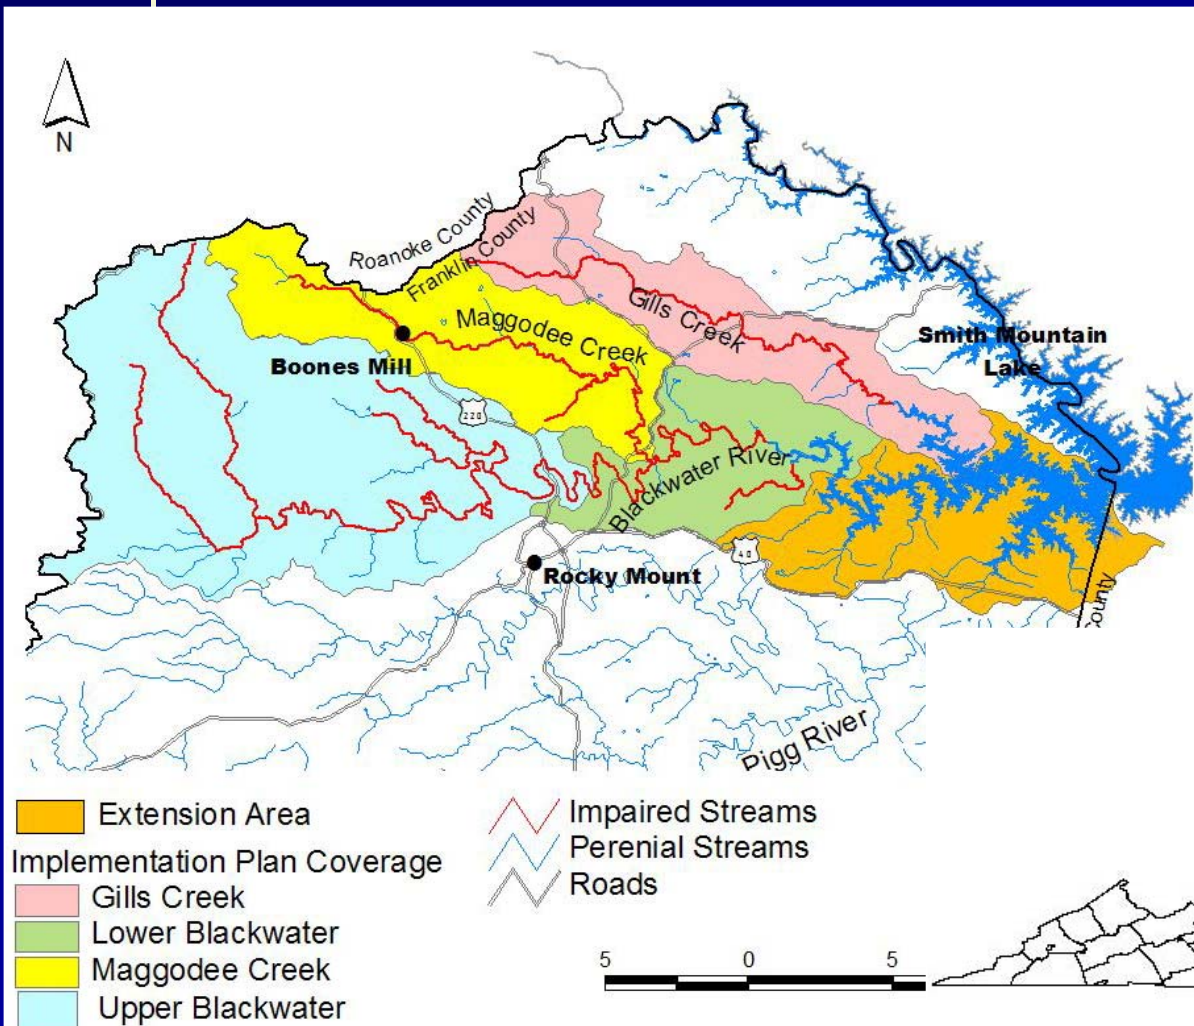 N
Roanoke County
Franklin County
Gills Creek
Maggodee Creek
Smith Mountain
Lake
Boones Mill
220
Blackwater River
40
Rocky Mount
County
Pigg River
Extension Area
Implementation Plan Coverage
Gills Creek
Lower Blackwater
Maggodee Creek
Upper Blackwater
Impaired Streams
Perenial Streams
Roads
5 0 5